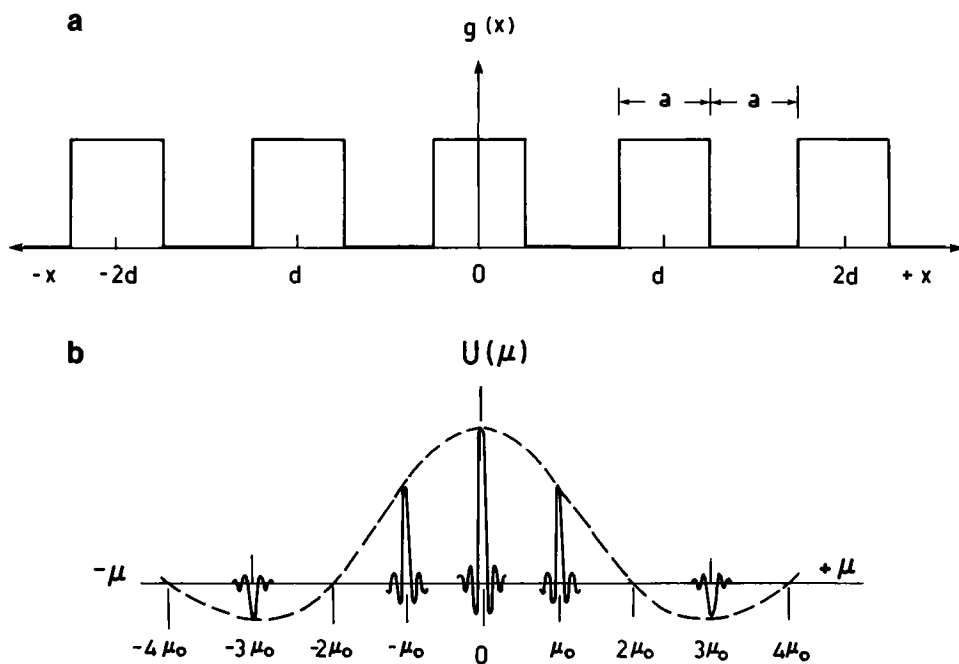 a
g (x)
a a
-x -2d d 0 d 2d +x
b
U(μ)
-μ +μ
-4μ₀ -3μ₀ -2μ₀ -μ₀ 0 μ₀ 2μ₀ 3μ₀ 4μ₀